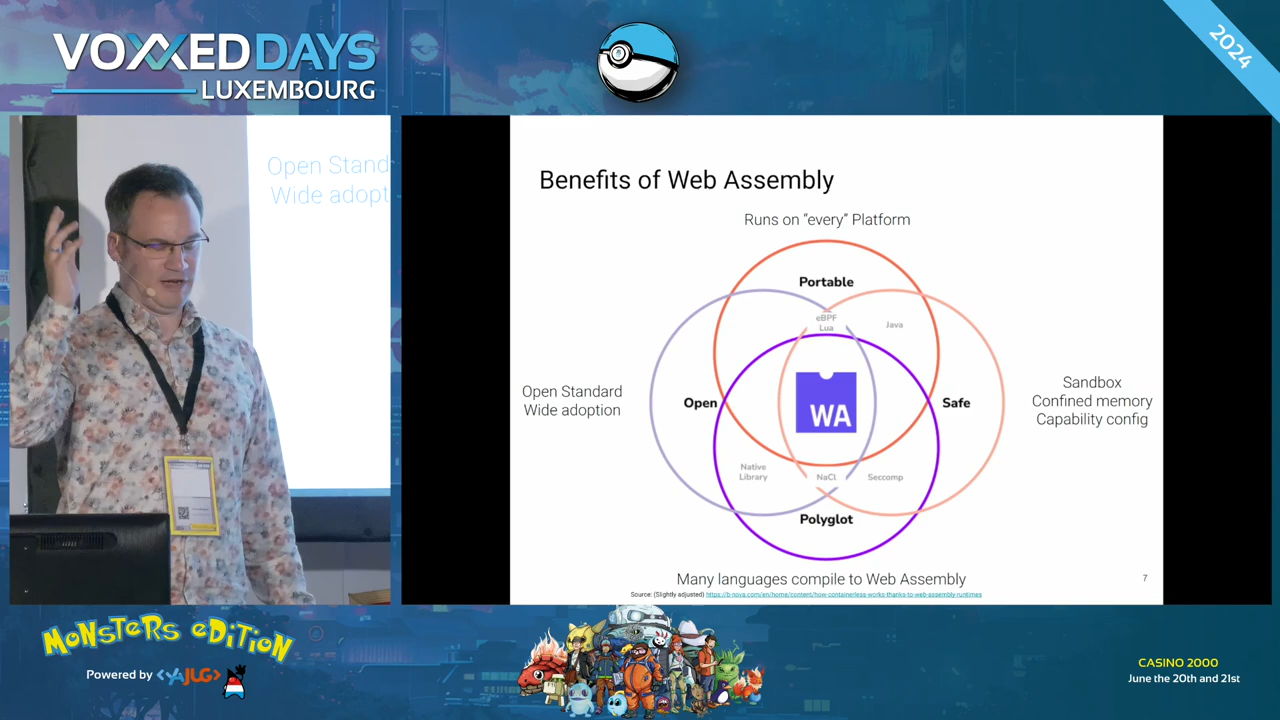 VOXXEDDAYS
LUXEMBOURG
2024
Open Stand
Wide adopt
Benefits of Web Assembly
Runs on “every” Platform
Portable
eBPF
Lua
Java
Open Standard
Wide adoption
Open
WA
Safe
Sandbox
Confined memory
Capability config
Native
Library
NaCl
Seccomp
Polyglot
Many languages compile to Web Assembly
7
Source: (Slightly adjusted) https://b-nova.com/en/home/content/how-containerless-works-thanks-to-web-assembly-runtimes
MONSTERS EDITION
Powered by <YAJUG>
CASINO 2000
June the 20th and 21st